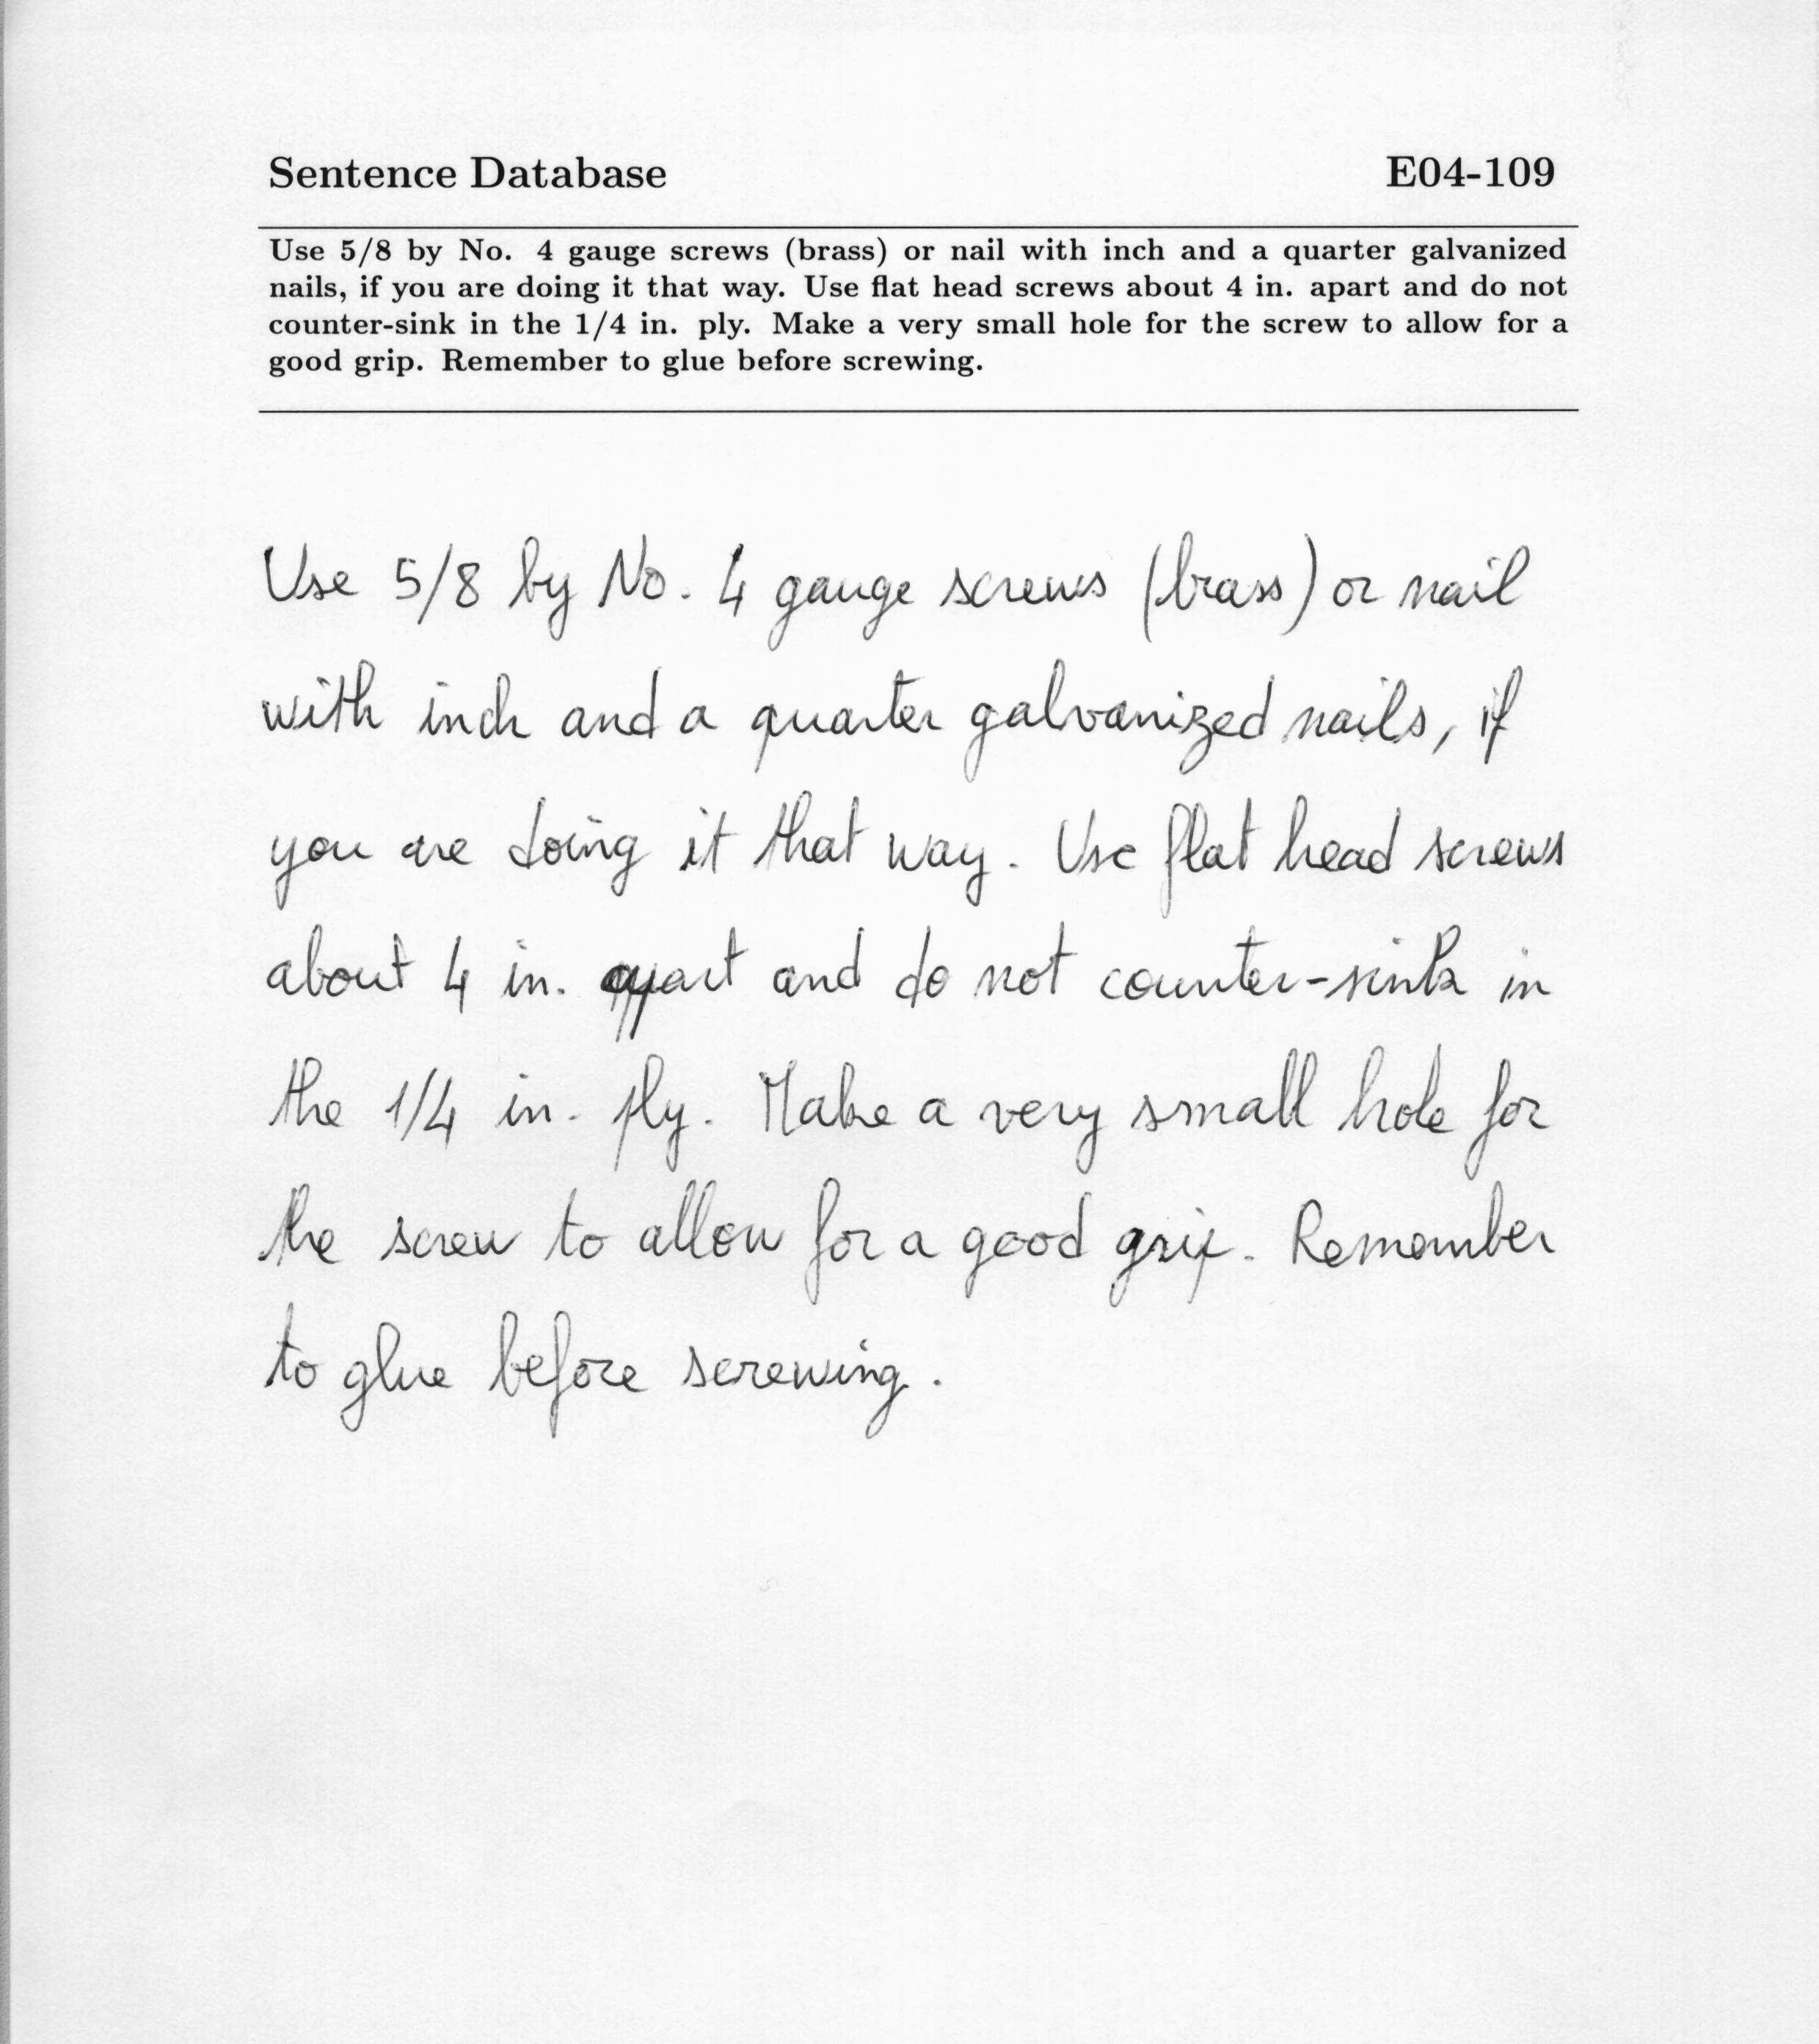 Sentence Database E04-109
Use 5/8 by No. 4 gauge screws (brass) or nail with inch and a quarter galvanized
nails, if you are doing it that way. Use flat head screws about 4 in. apart and do not
counter-sink in the 1/4 in. ply. Make a very small hole for the screw to allow for a
good grip. Remember to glue before screwing.
Use 5/8 by No. 4 gauge screws (brass) or nail
with inch and a quarter galvanized nails, if
you are doing it that way. Use flat head screws
about 4 in. apart and do not counter-sink in
the 1/4 in. ply. Make a very small hole for
the screw to allow for a good grip. Remember
to glue before screwing.